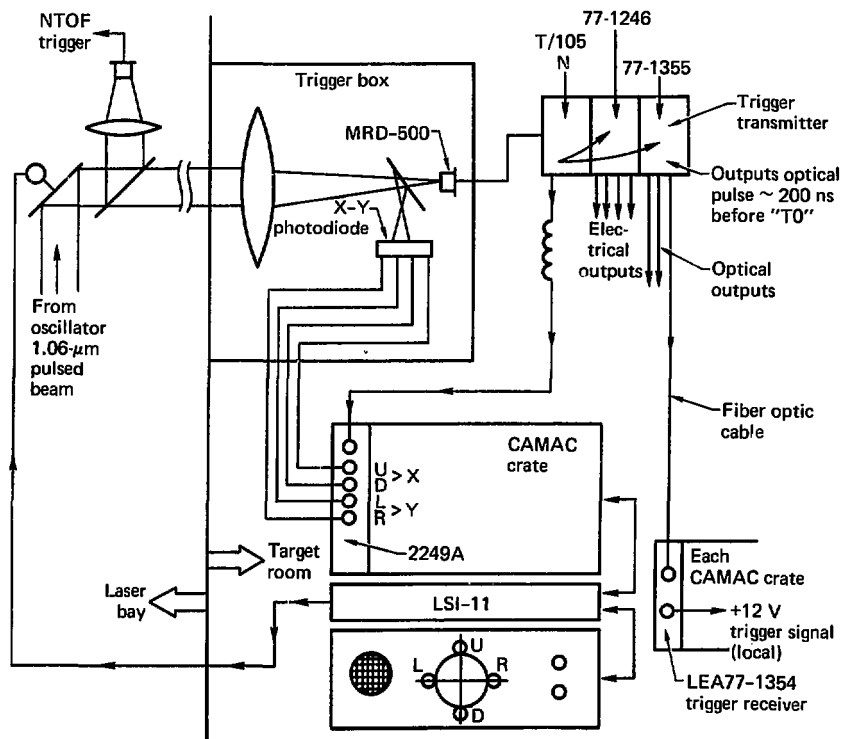 NTOF
trigger
Trigger box
MRD-500
X-Y
photodiode
From
oscillator
1.06-μm
pulsed
beam
T/105
N
77-1246
77-1355
Trigger
transmitter
Outputs optical
pulse ~ 200 ns
before "T0"
Elec-
trical
outputs
Optical
outputs
Fiber optic
cable
CAMAC
crate
U
D > X
L
R > Y
2249A
Target
room
Laser
bay
LSI-11
U
L
R
D
Each
CAMAC crate
+12 V
trigger signal
(local)
LEA77-1354
trigger receiver